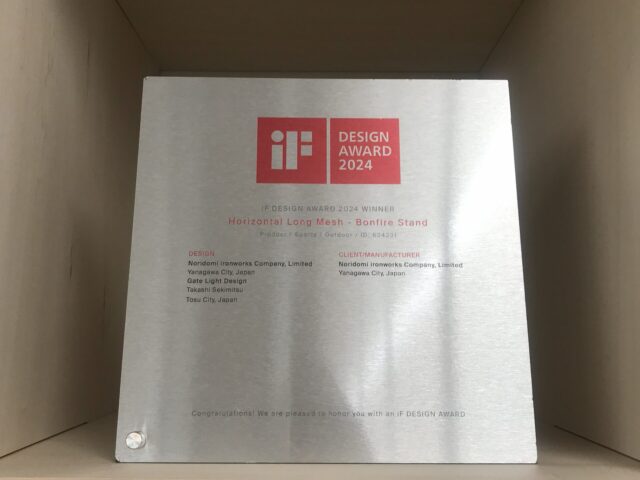 iF
DESIGN
AWARD
2024
iF DESIGN AWARD 2024 WINNER
Horizontal Long Mesh - Bonfire Stand
Product / Sports / Outdoor / ID:
DESIGN
Noridomi Ironworks Company, Limited
Yanagawa City, Japan
Gate Light Design
Takashi Sekimitsu
Tosu City, Japan
CLIENT/MANUFACTURER
Noridomi Ironworks Company, Limited
Yanagawa City, Japan
Congratulations! We are pleased to honor you with an iF DESIGN AWARD